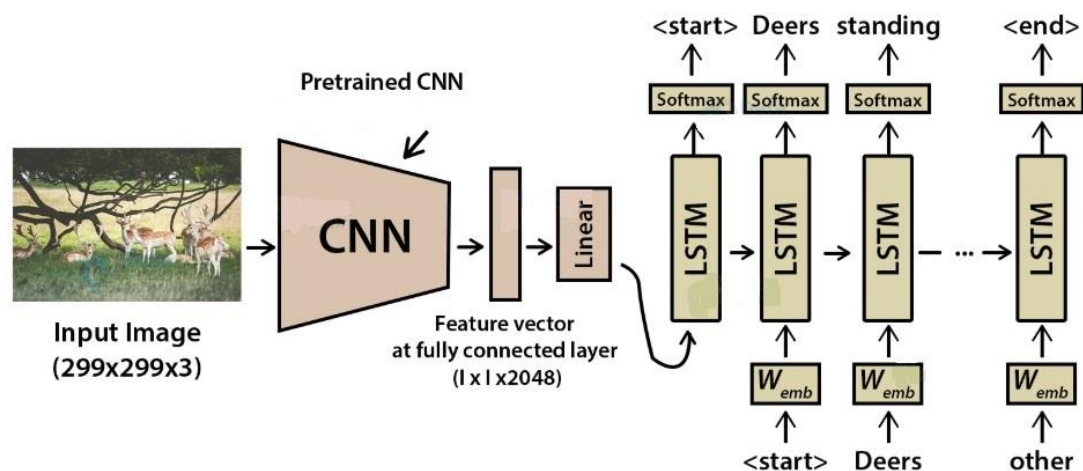 <start> Deers standing <end>
Softmax Softmax Softmax Softmax
Pretrained CNN
CNN
Linear
LSTM LSTM LSTM ... LSTM
Input Image
(299x299x3)
Feature vector
at fully connected layer
(I x I x2048)
W emb W emb W emb
<start> Deers other